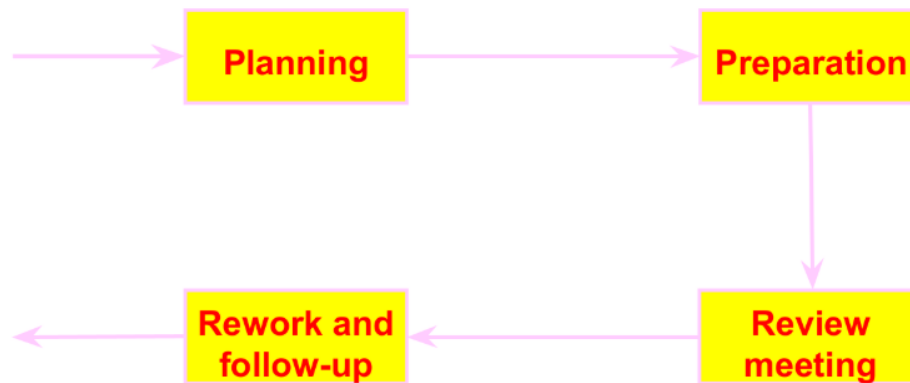 Planning
Preparation
Review
meeting
Rework and
follow-up